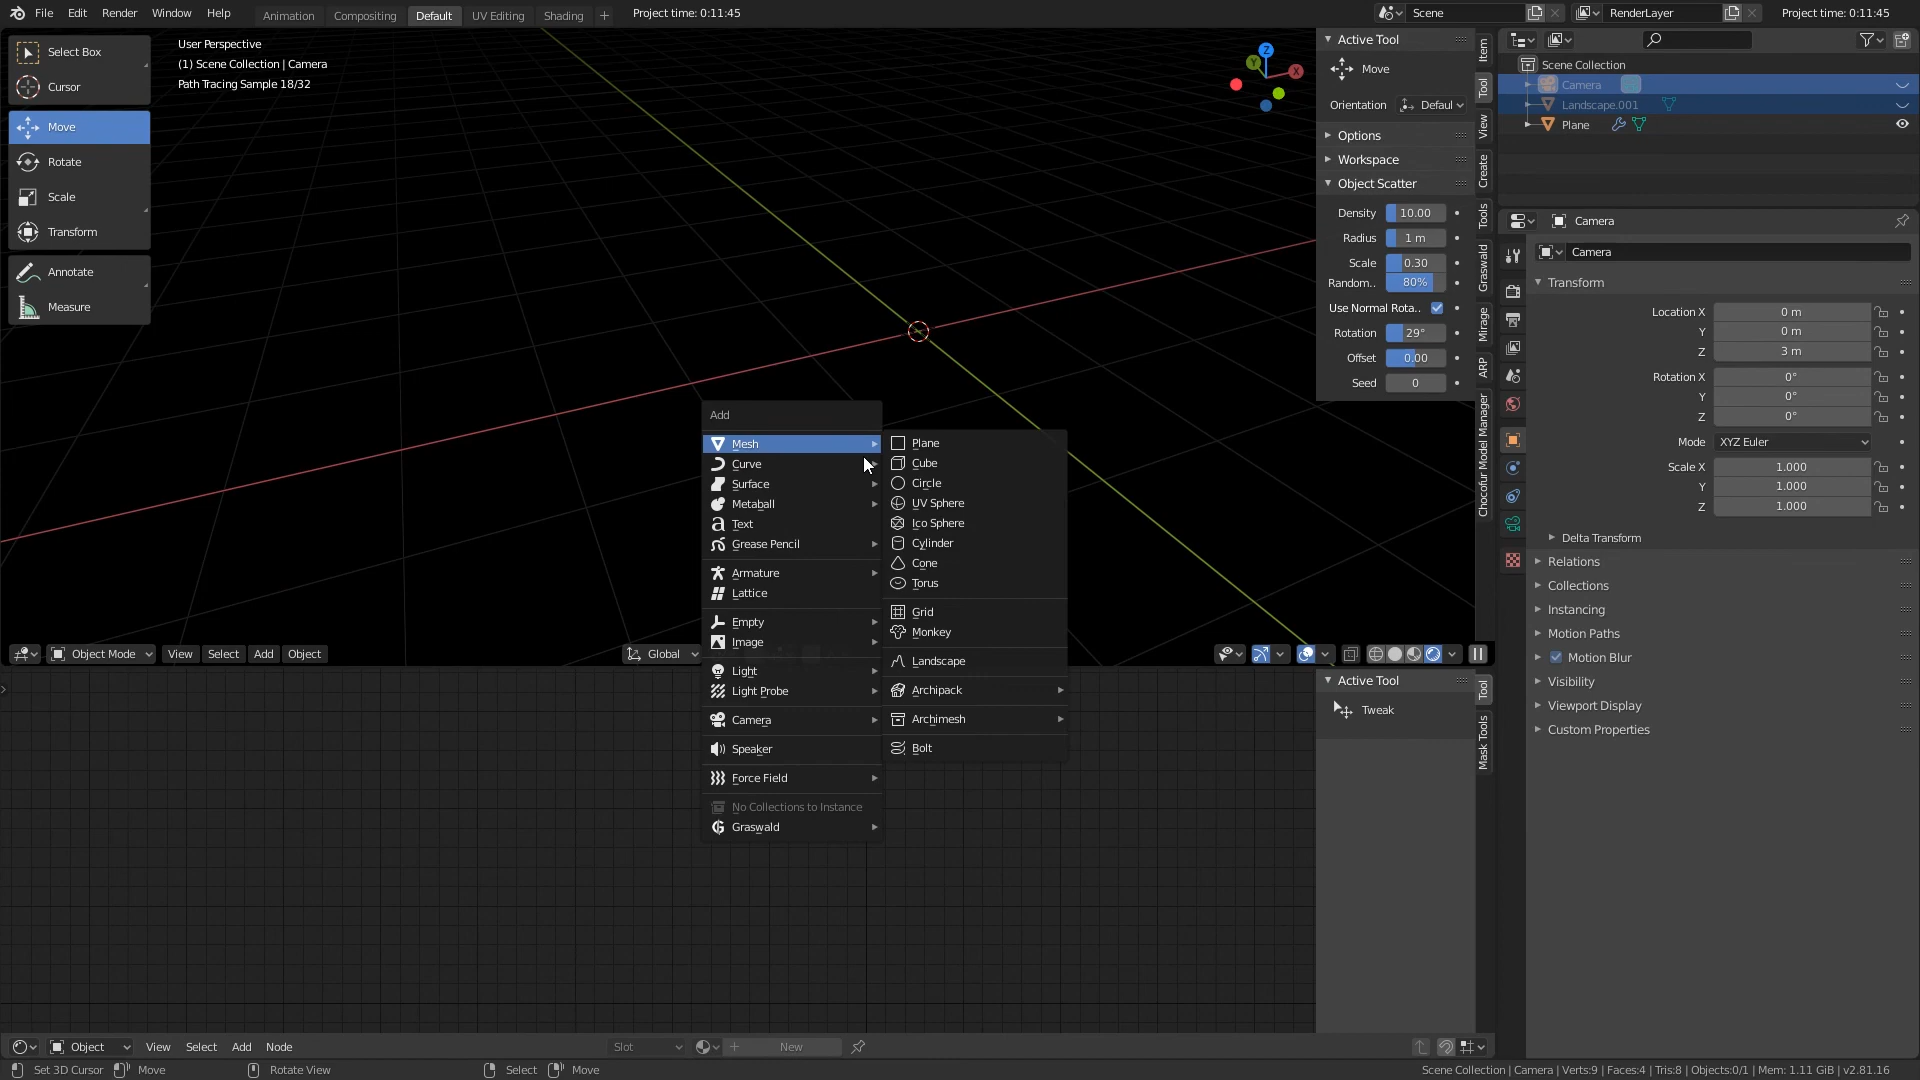 File Edit Render Window Help Animation Compositing Default UV Editing Shading + Project time: 0:11:45 Scene RenderLayer Project time: 0:11:45
Select Box
Cursor
Move
Rotate
Scale
Transform
Annotate
Measure
User Perspective
(1) Scene Collection | Camera
Path Tracing Sample 18/32
Z
Y
X
Active Tool
Move
Orientation Defaul
Options
Workspace
Object Scatter
Density 10.00
Radius 1 m
Scale 0.30
Random.. 80%
Use Normal Rota..
Rotation 29°
Offset 0.00
Seed 0
Item
Tool
View
Create
Tools
Graswald
Mirage
ARP
Chocofur Model Manager
Scene Collection
Camera
Landscape.001
Plane
Camera
Camera
Transform
Location X 0 m
Y 0 m
Z 3 m
Rotation X 0°
Y 0°
Z 0°
Mode XYZ Euler
Scale X 1.000
Y 1.000
Z 1.000
Delta Transform
Relations
Collections
Instancing
Motion Paths
Motion Blur
Visibility
Viewport Display
Custom Properties
Add
Mesh
Curve
Surface
Metaball
Text
Grease Pencil
Armature
Lattice
Empty
Image
Light
Light Probe
Camera
Speaker
Force Field
No Collections to Instance
Graswald
Plane
Cube
Circle
UV Sphere
Ico Sphere
Cylinder
Cone
Torus
Grid
Monkey
Landscape
Archipack
Archimesh
Bolt
Object Mode View Select Add Object Global
Active Tool
Tweak
Tool
Mask Tools
Object View Select Add Node Slot New
Set 3D Cursor Move Rotate View Select Move Scene Collection | Camera | Verts:9 | Faces:4 | Tris:8 | Objects:0/1 | Mem: 1.11 GiB | v2.81.16